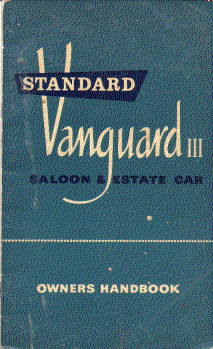 STANDARD
Vanguard III
SALOON & ESTATE CAR
OWNERS HANDBOOK